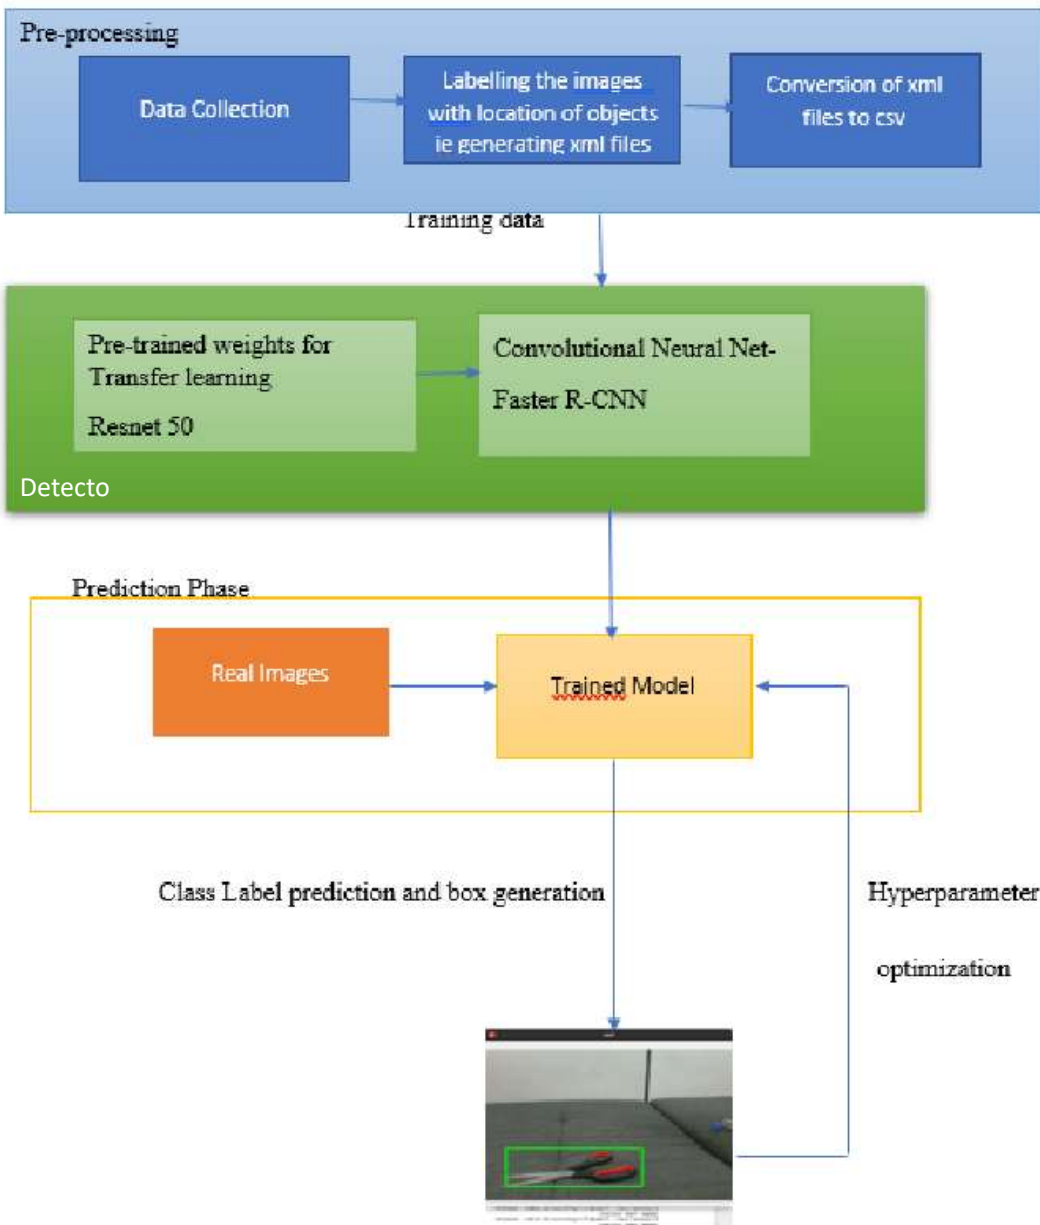 Pre-processing
Data Collection
Labelling the images
with location of objects
ie generating xml files
Conversion of xml
files to csv
Training data
Pre-trained weights for
Transfer learning
Resnet 50
Convolutional Neural Net-
Faster R-CNN
Detecto
Prediction Phase
Real Images
Trained Model
Class Label prediction and box generation
Hyperparameter
optimization